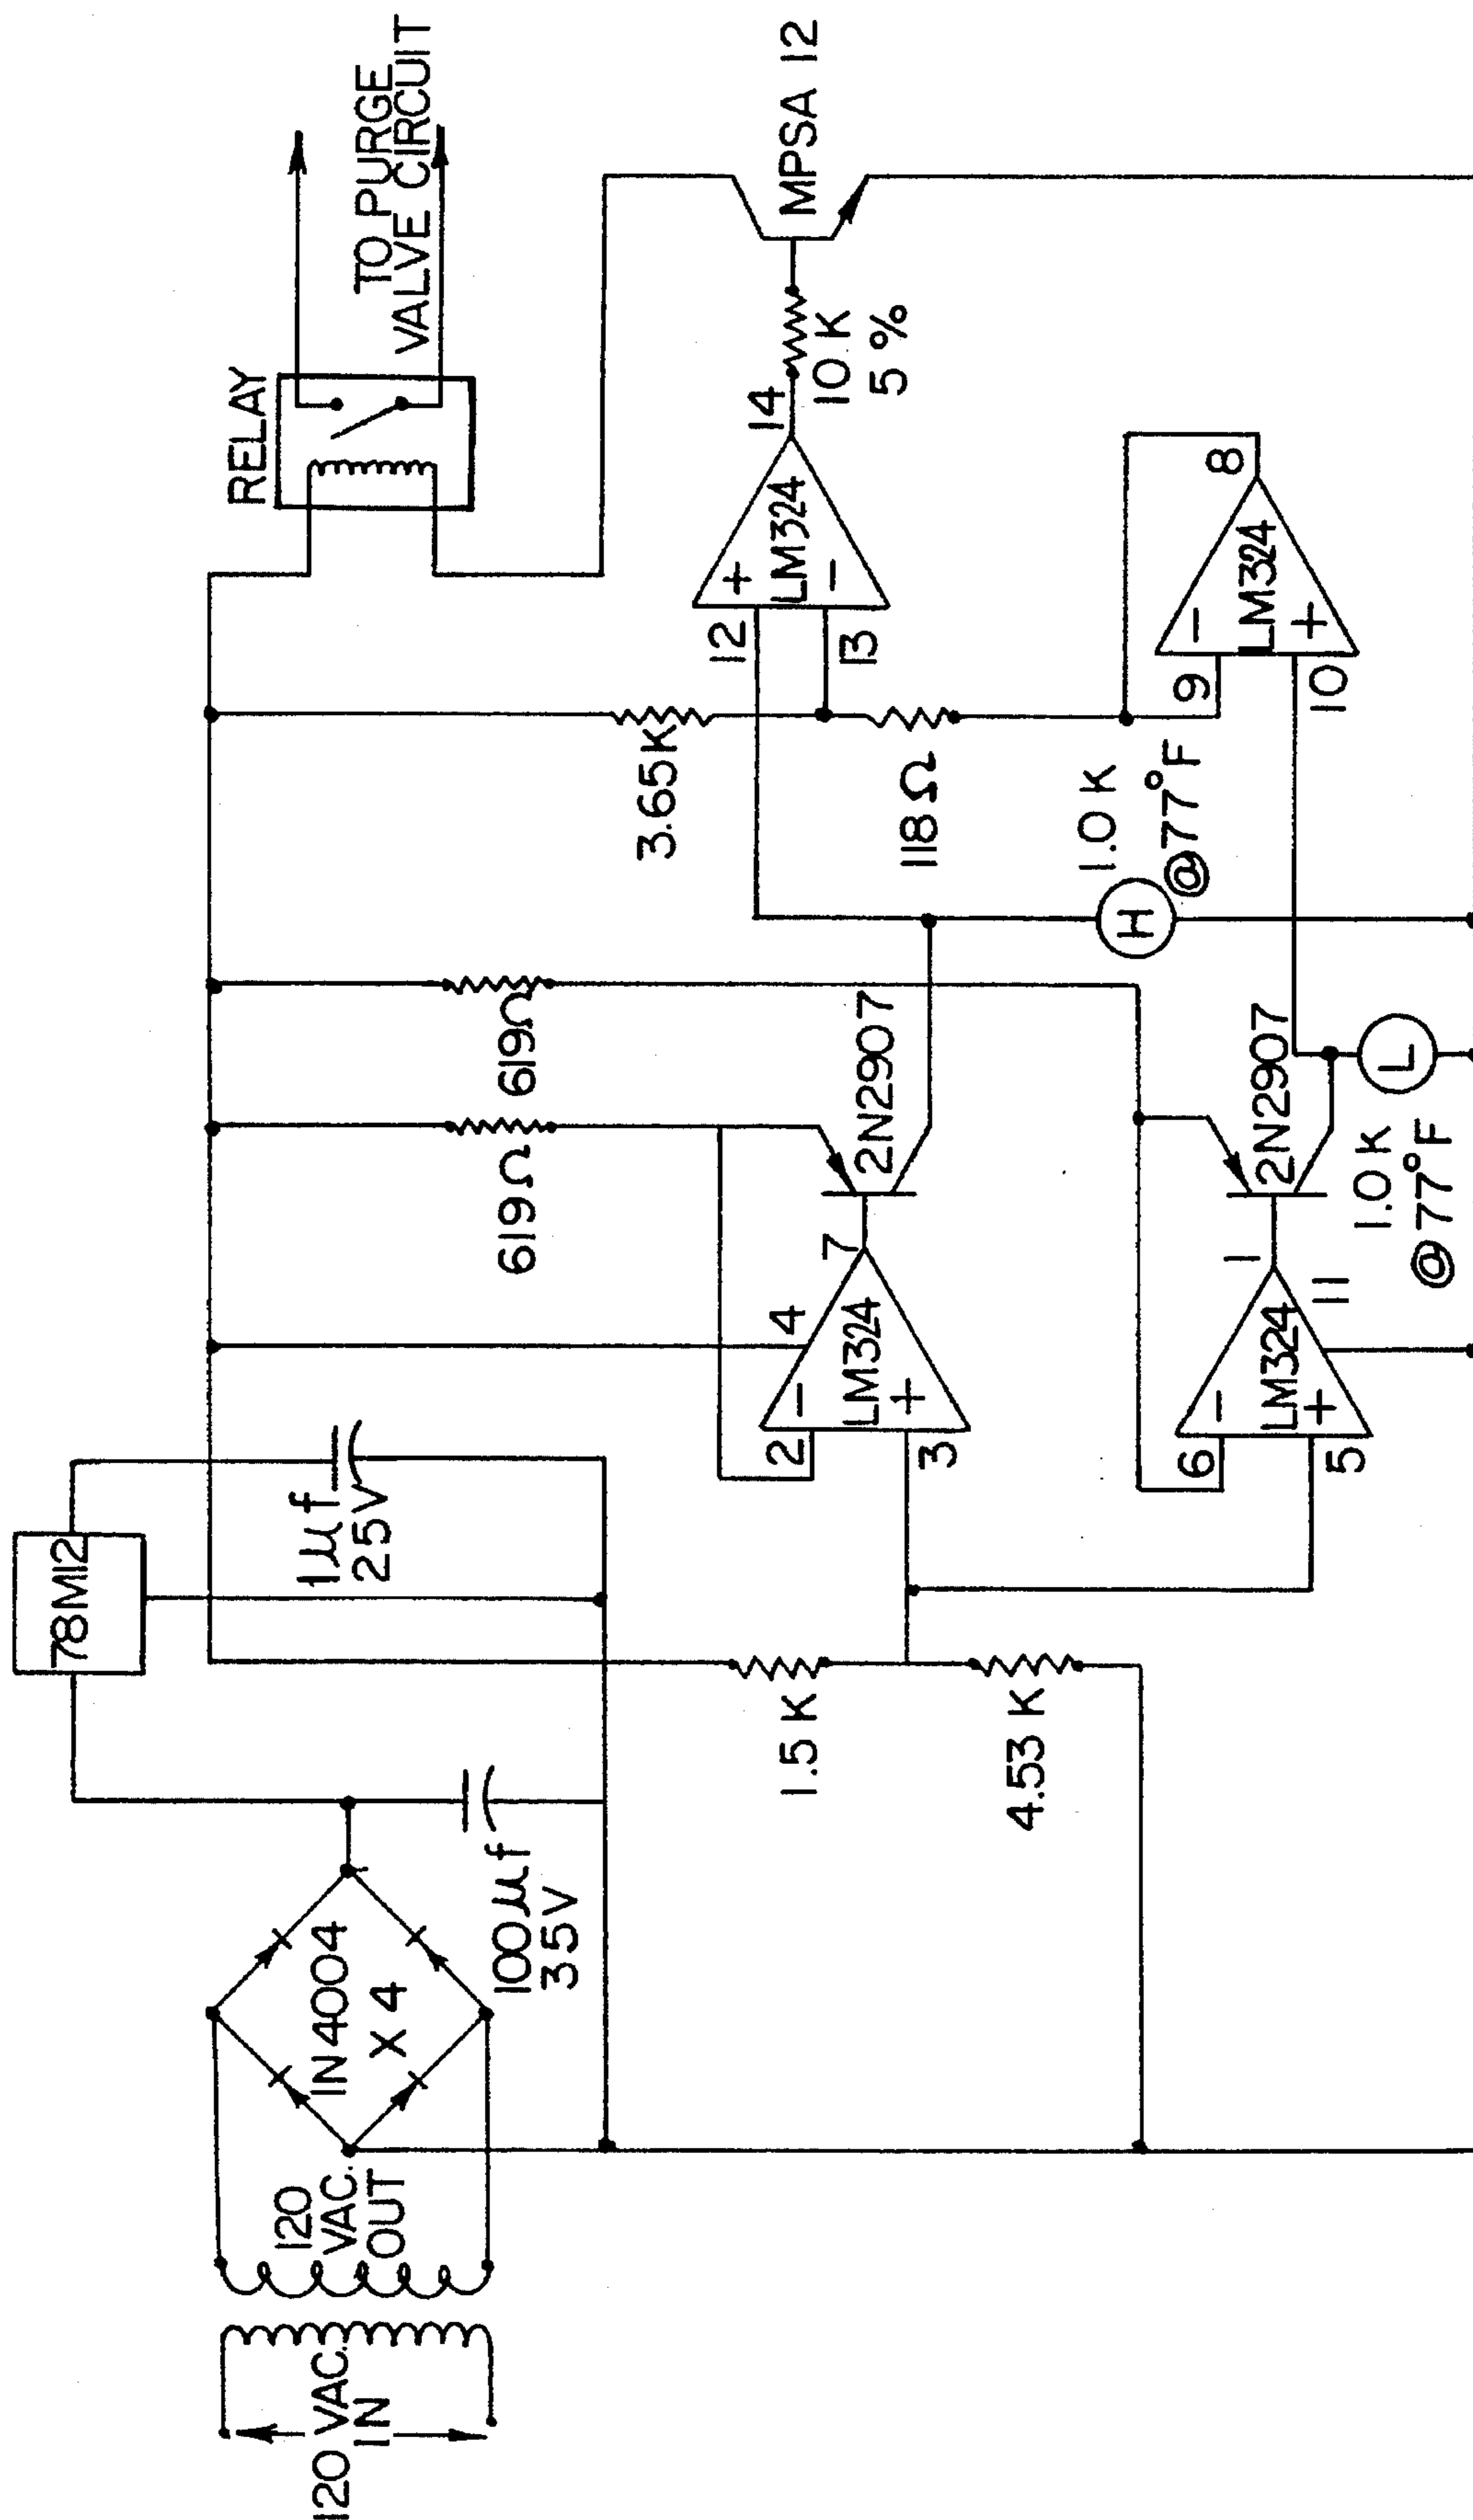 120 VAC.
IN
120
VAC.
OUT
IN4004
X 4
100µf
35V
78M12
1µf
25V
1.5 K
4.53 K
619Ω
619Ω
3.65K
118Ω
RELAY
TO PURGE
VALVE CIRCUIT
2
3
4
7
-
+
LM324
2N2907
6
5
1
11
-
+
LM324
2N2907
H
1.0 K
@77°F
L
1.0 K
@77°F
12
13
14
+
-
LM324
10 K
5 %
MPSA 12
9
10
8
-
+
LM324